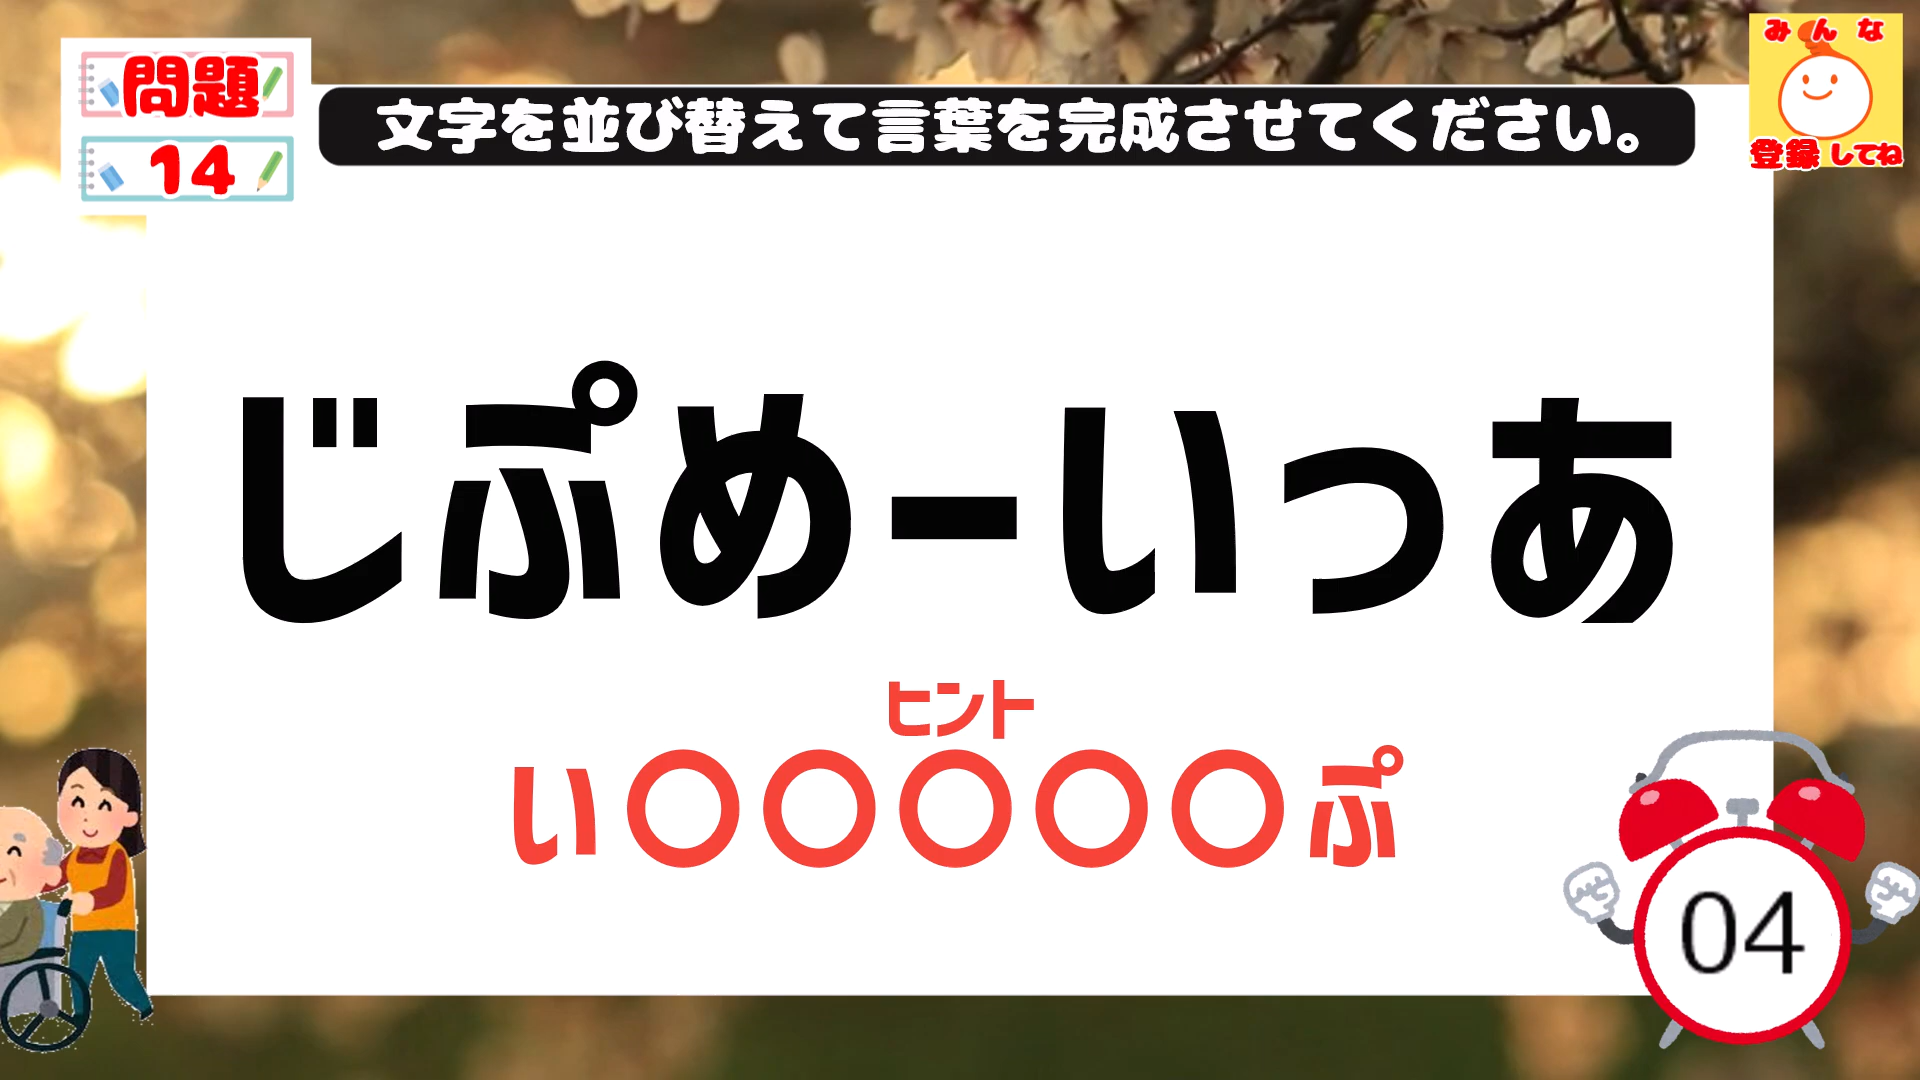 問題
14
文字を並び替えて言葉を完成させてください。
みんな
登録してね
じぷめーいっあ
ヒント
い〇〇〇〇〇ぷ
04